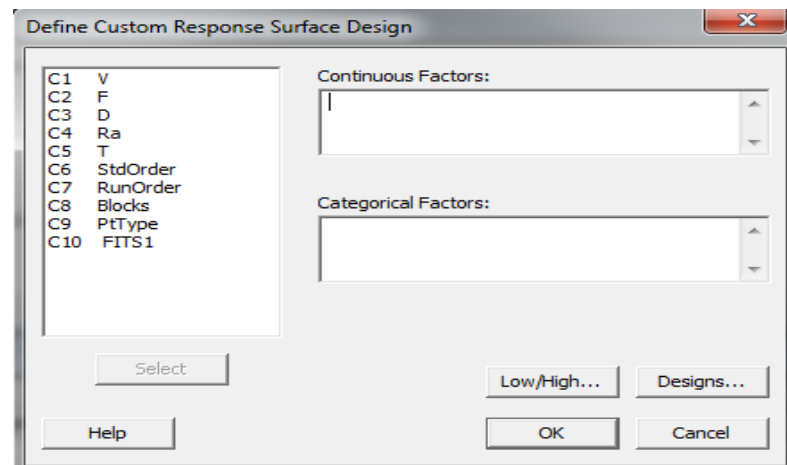 Define Custom Response Surface Design
C1 V
C2 F
C3 D
C4 Ra
C5 T
C6 StdOrder
C7 RunOrder
C8 Blocks
C9 PtType
C10 FITS1
Continuous Factors:
Categorical Factors:
Select
Low/High...
Designs...
Help
OK
Cancel